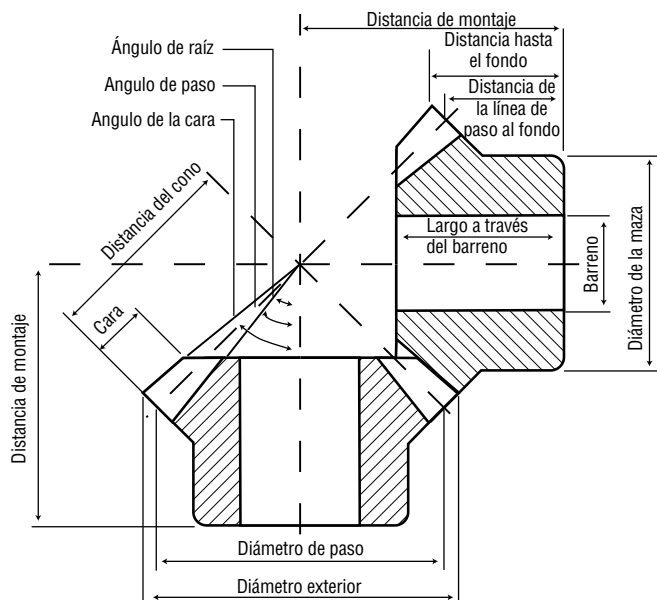 Distancia de montaje
Distancia hasta
el fondo
Distancia de
la línea de
paso al fondo
Ángulo de raíz
Angulo de paso
Angulo de la cara
Distancia del cono
Cara
Distancia de montaje
Largo a través
del barreno
Barreno
Diámetro de la maza
Diámetro de paso
Diámetro exterior